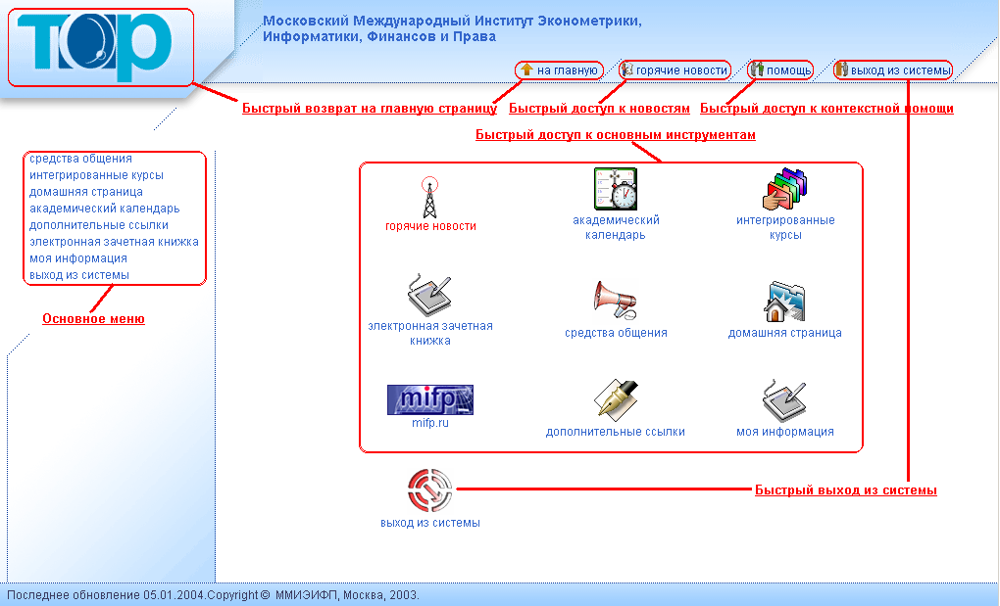 TOP
Московский Международный Институт Эконометрики,
Информатики, Финансов и Права
на главную
горячие новости
помощь
выход из системы
Быстрый возврат на главную страницу
Быстрый доступ к новостям
Быстрый доступ к контекстной помощи
Быстрый доступ к основным инструментам
средства общения
интегрированные курсы
домашняя страница
академический календарь
дополнительные ссылки
электронная зачетная книжка
моя информация
выход из системы
Основное меню
горячие новости
академический
календарь
интегрированные
курсы
электронная зачетная
книжка
средства общения
домашняя страница
mifp
mifp.ru
дополнительные ссылки
моя информация
Быстрый выход из системы
выход из системы
Последнее обновление 05.01.2004.Copyright © ММИЭИФП, Москва, 2003.